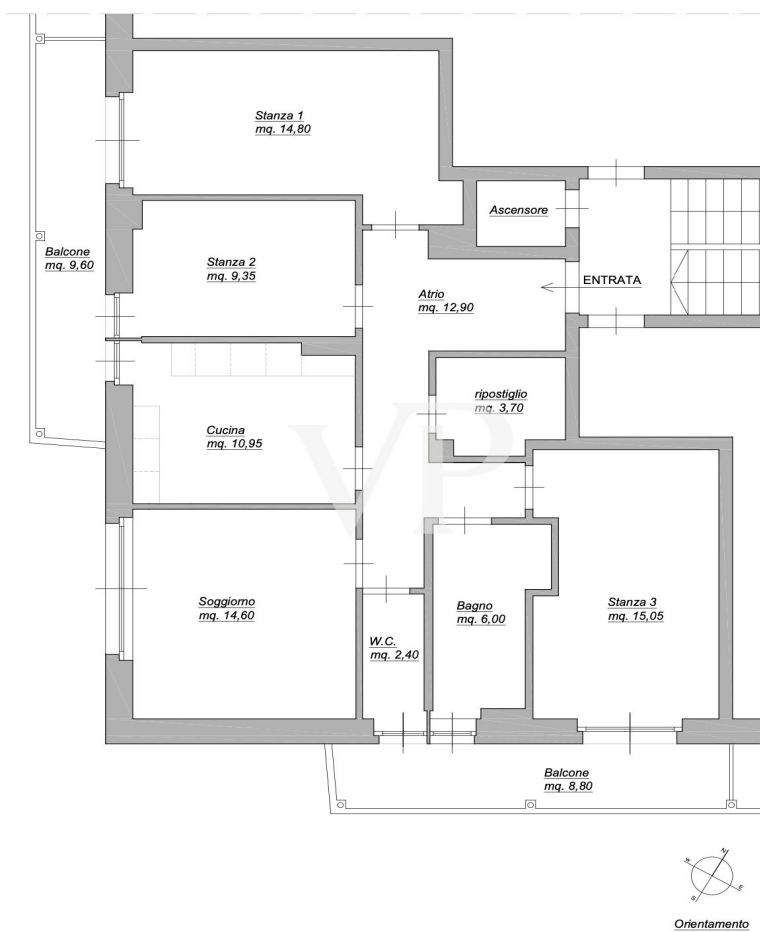 Stanza 1
mq. 14,80
Ascensore
Balcone
mq. 9,60
Stanza 2
mq. 9,35
ENTRATA
Atrio
mq. 12,90
ripostiglio
mq. 3,70
Cucina
mq. 10,95
VP
Soggiorno
mq. 14,60
Bagno
mq. 6,00
Stanza 3
mq. 15,05
W.C.
mq. 2,40
Balcone
mq. 8,80
N
W
E
S
Orientamento